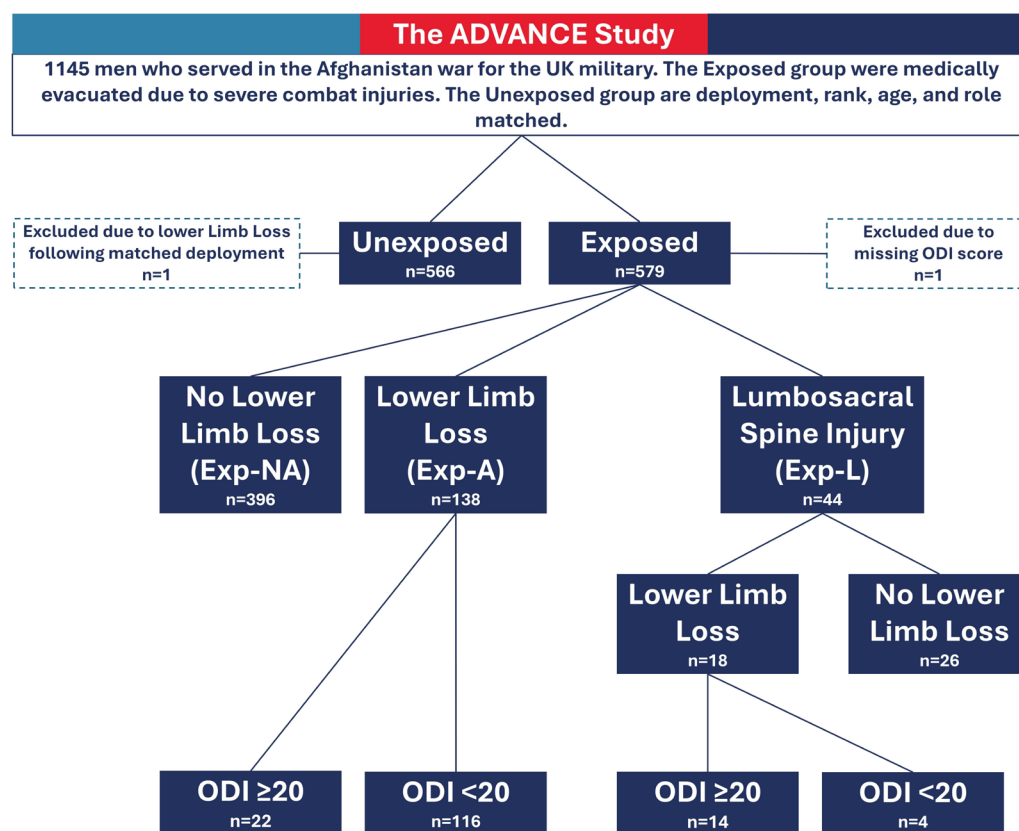 The ADVANCE Study
1145 men who served in the Afghanistan war for the UK military. The Exposed group were medically
evacuated due to severe combat injuries. The Unexposed group are deployment, rank, age, and role
matched.
Excluded due to lower Limb Loss
following matched deployment
n=1
Unexposed
n=566
Exposed
n=579
Excluded due to
missing ODI score
n=1
No Lower
Limb Loss
(Exp-NA)
n=396
Lower Limb
Loss
(Exp-A)
n=138
Lumbosacral
Spine Injury
(Exp-L)
n=44
Lower Limb
Loss
n=18
No Lower
Limb Loss
n=26
ODI ≥20
n=22
ODI <20
n=116
ODI ≥20
n=14
ODI <20
n=4